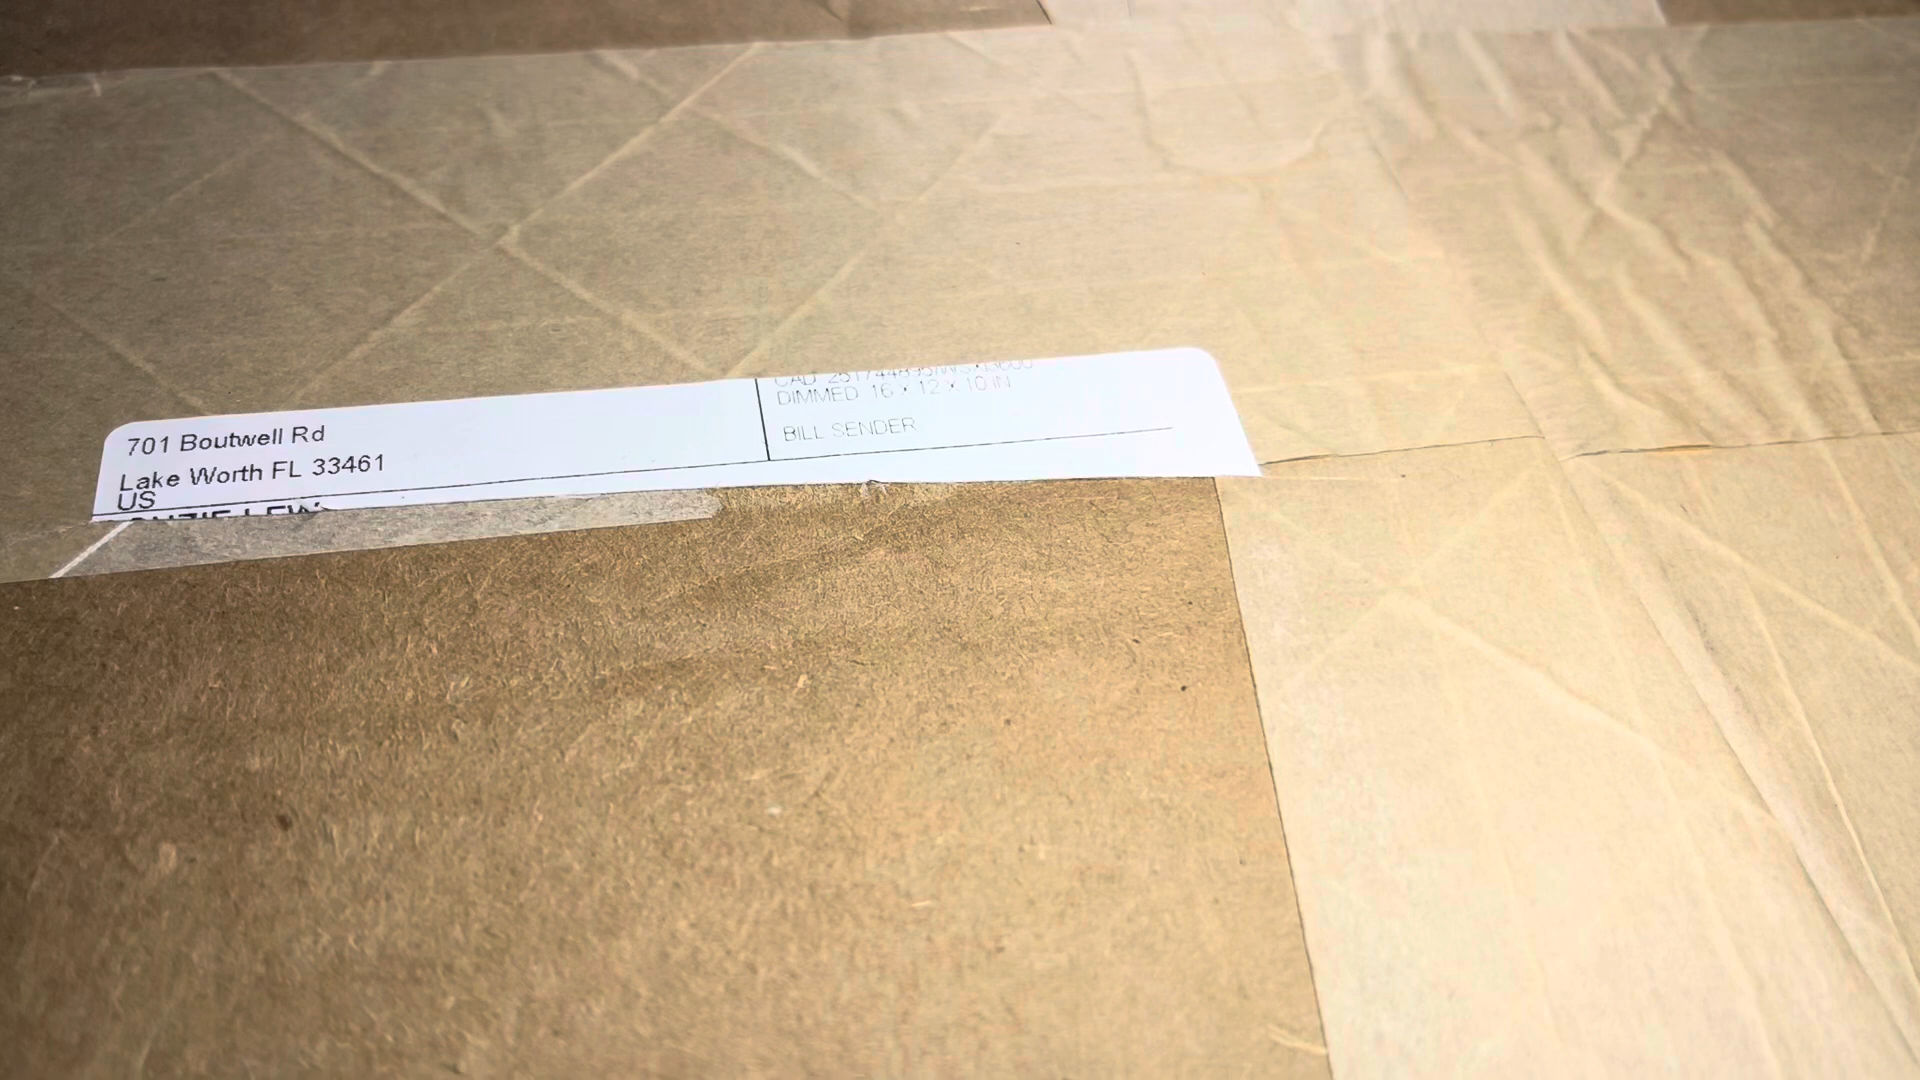 701 Boutwell Rd
Lake Worth FL 33461
US
DIMMED 16 X 12 X 10 IN
BILL SENDER